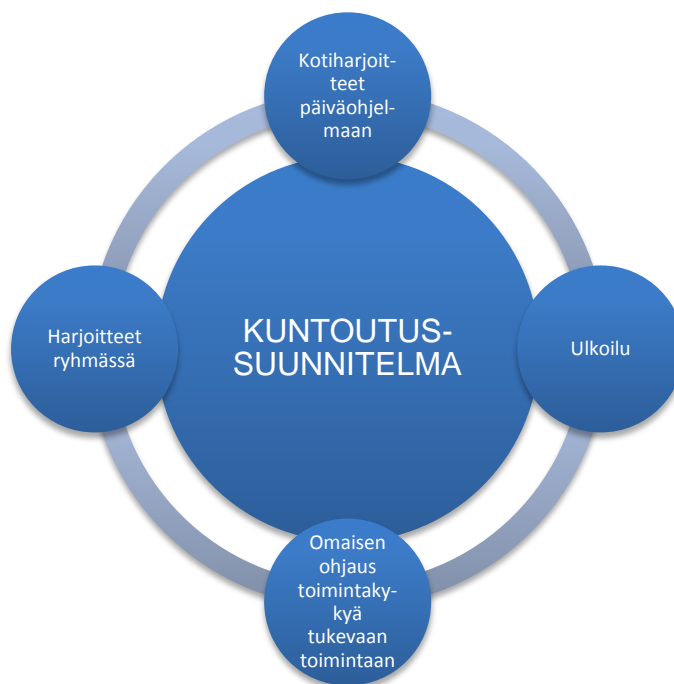 Kotiharjoit-
teet
päiväohjel-
maan
Harjoitteet
ryhmässä
KUNTOUTUS-
SUUNNITELMA
Ulkoilu
Omaisen
ohjaus
toimintaky-
kyä
tukevaan
toimintaan